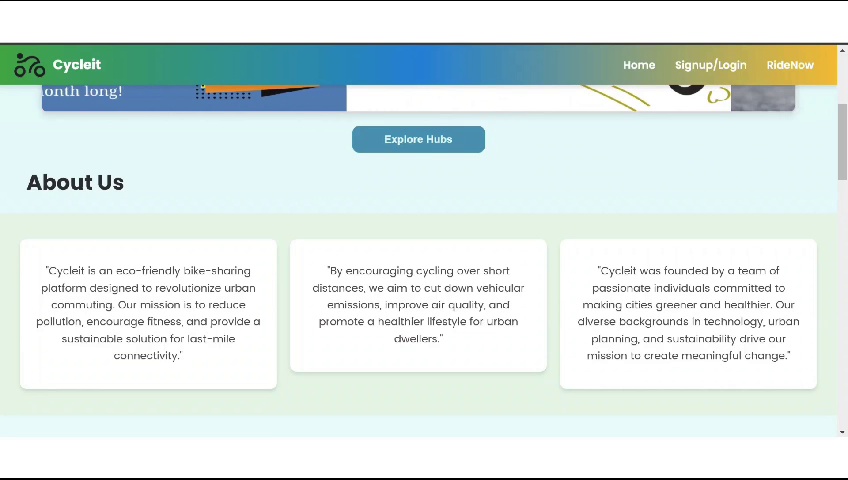 Cycleit
Home Signup/Login RideNow
month long!
Explore Hubs
About Us
"Cycleit is an eco-friendly bike-sharing
platform designed to revolutionize urban
commuting. Our mission is to reduce
pollution, encourage fitness, and provide a
sustainable solution for last-mile
connectivity."
"By encouraging cycling over short
distances, we aim to cut down vehicular
emissions, improve air quality, and
promote a healthier lifestyle for urban
dwellers."
"Cycleit was founded by a team of
passionate individuals committed to
making cities greener and healthier. Our
diverse backgrounds in technology, urban
planning, and sustainability drive our
mission to create meaningful change."